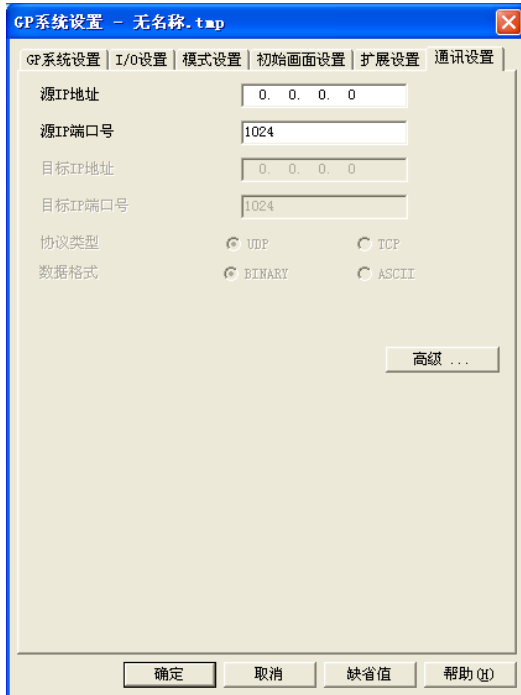 GP系统设置 - 无名称.tmp
GP系统设置 I/O设置 模式设置 初始画面设置 扩展设置 通讯设置
源IP地址 0. 0. 0. 0
源IP端口号 1024
目标IP地址 0. 0. 0. 0
目标IP端口号 1024
协议类型 UDP TCP
数据格式 BINARY ASCII
高级 ...
确定 取消 缺省值 帮助(H)